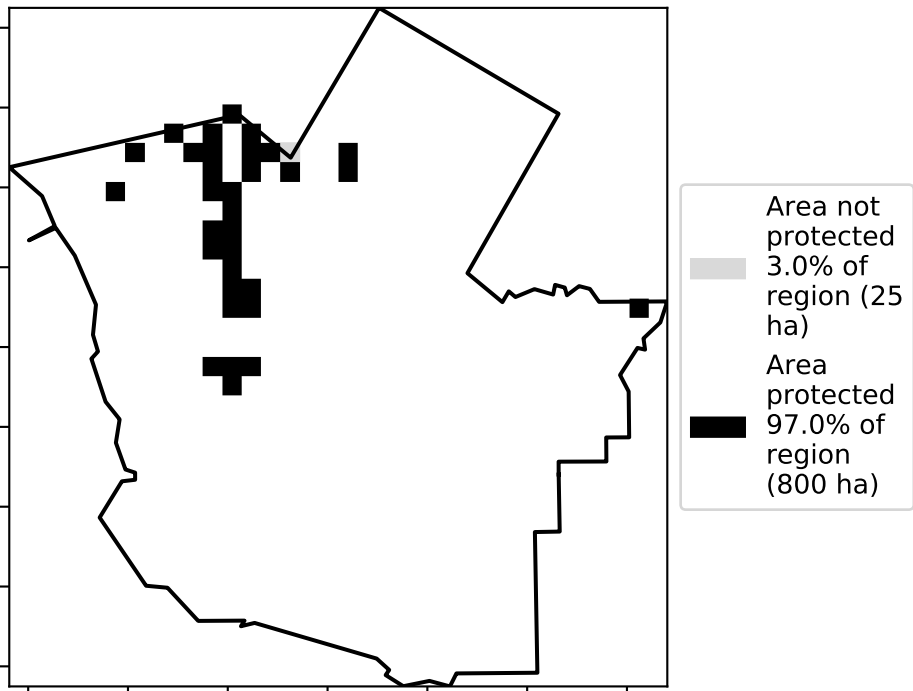 Area not
protected
3.0% of
region (25
ha)
Area
protected
97.0% of
region
(800 ha)